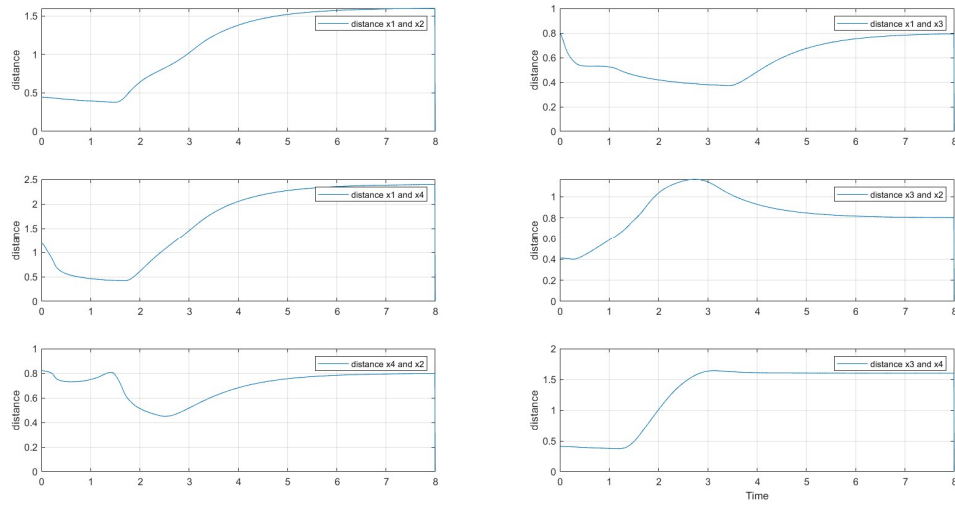 distance x1 and x2
distance
1.5
1
0.5
0
0 1 2 3 4 5 6 7 8
distance x1 and x3
distance
1
0.8
0.6
0.4
0.2
0
0 1 2 3 4 5 6 7 8
distance x1 and x4
distance
2.5
2
1.5
1
0.5
0
0 1 2 3 4 5 6 7 8
distance x3 and x2
distance
1
0.8
0.6
0.4
0.2
0
0 1 2 3 4 5 6 7 8
distance x4 and x2
distance
1
0.8
0.6
0.4
0.2
0
0 1 2 3 4 5 6 7 8
distance x3 and x4
distance
2
1.5
1
0.5
0
0 1 2 3 4 5 6 7 8
Time